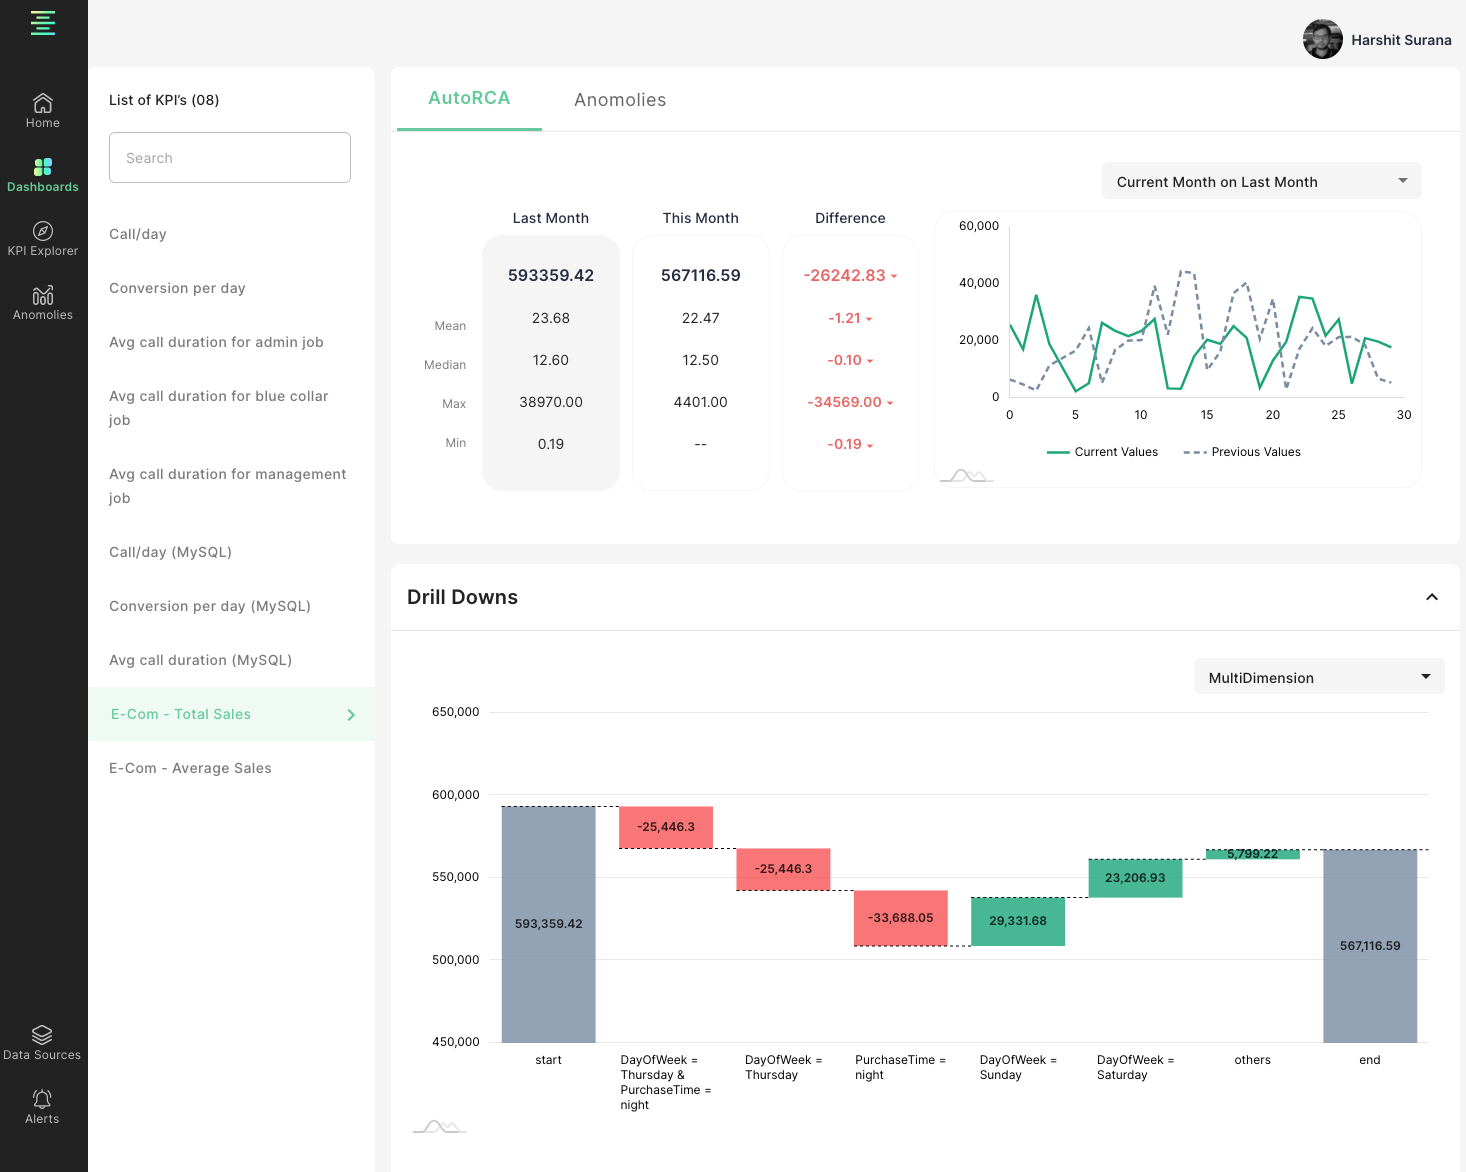 Harshit Surana
Home
Dashboards
KPI Explorer
Anomolies
Data Sources
Alerts
List of KPI's (08)
Search
Call/day
Conversion per day
Avg call duration for admin job
Avg call duration for blue collar
job
Avg call duration for management
job
Call/day (MySQL)
Conversion per day (MySQL)
Avg call duration (MySQL)
E-Com - Total Sales
E-Com - Average Sales
AutoRCA
Anomolies
Current Month on Last Month
Last Month This Month Difference
593359.42 567116.59 -26242.83
Mean 23.68 22.47 -1.21
Median 12.60 12.50 -0.10
Max 38970.00 4401.00 -34569.00
Min 0.19 -- -0.19
60,000
40,000
20,000
0
0 5 10 15 20 25 30
Current Values Previous Values
Drill Downs
MultiDimension
650,000
600,000
550,000
500,000
450,000
593,359.42
-25,446.3
-25,446.3
-33,688.05
29,331.68
23,206.93
5,799.22
567,116.59
start
DayOfWeek =
Thursday &
PurchaseTime =
night
DayOfWeek =
Thursday
PurchaseTime =
night
DayOfWeek =
Sunday
DayOfWeek =
Saturday
others
end